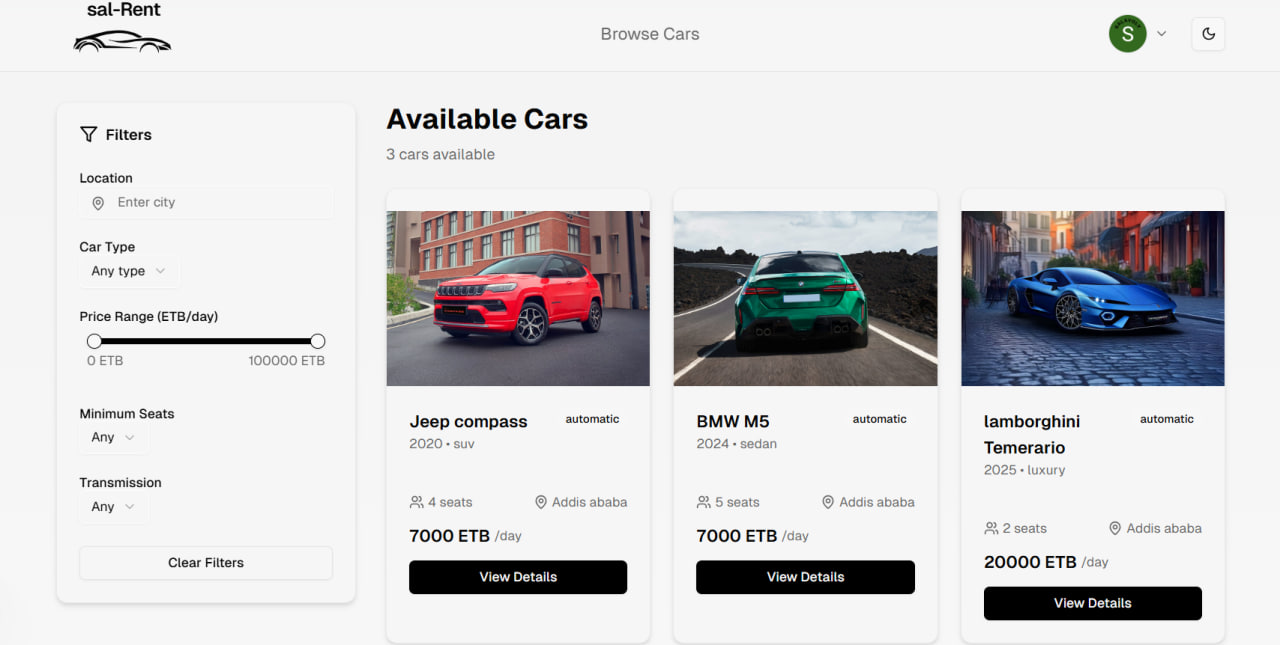 sal-Rent
Browse Cars
S
Filters
Location
Enter city
Car Type
Any type
Price Range (ETB/day)
0 ETB
100000 ETB
Minimum Seats
Any
Transmission
Any
Clear Filters
Available Cars
3 cars available
Jeep compass
automatic
2020 • suv
4 seats
Addis ababa
7000 ETB /day
View Details
BMW M5
automatic
2024 • sedan
5 seats
Addis ababa
7000 ETB /day
View Details
lamborghini
Temerario
automatic
2025 • luxury
2 seats
Addis ababa
20000 ETB /day
View Details